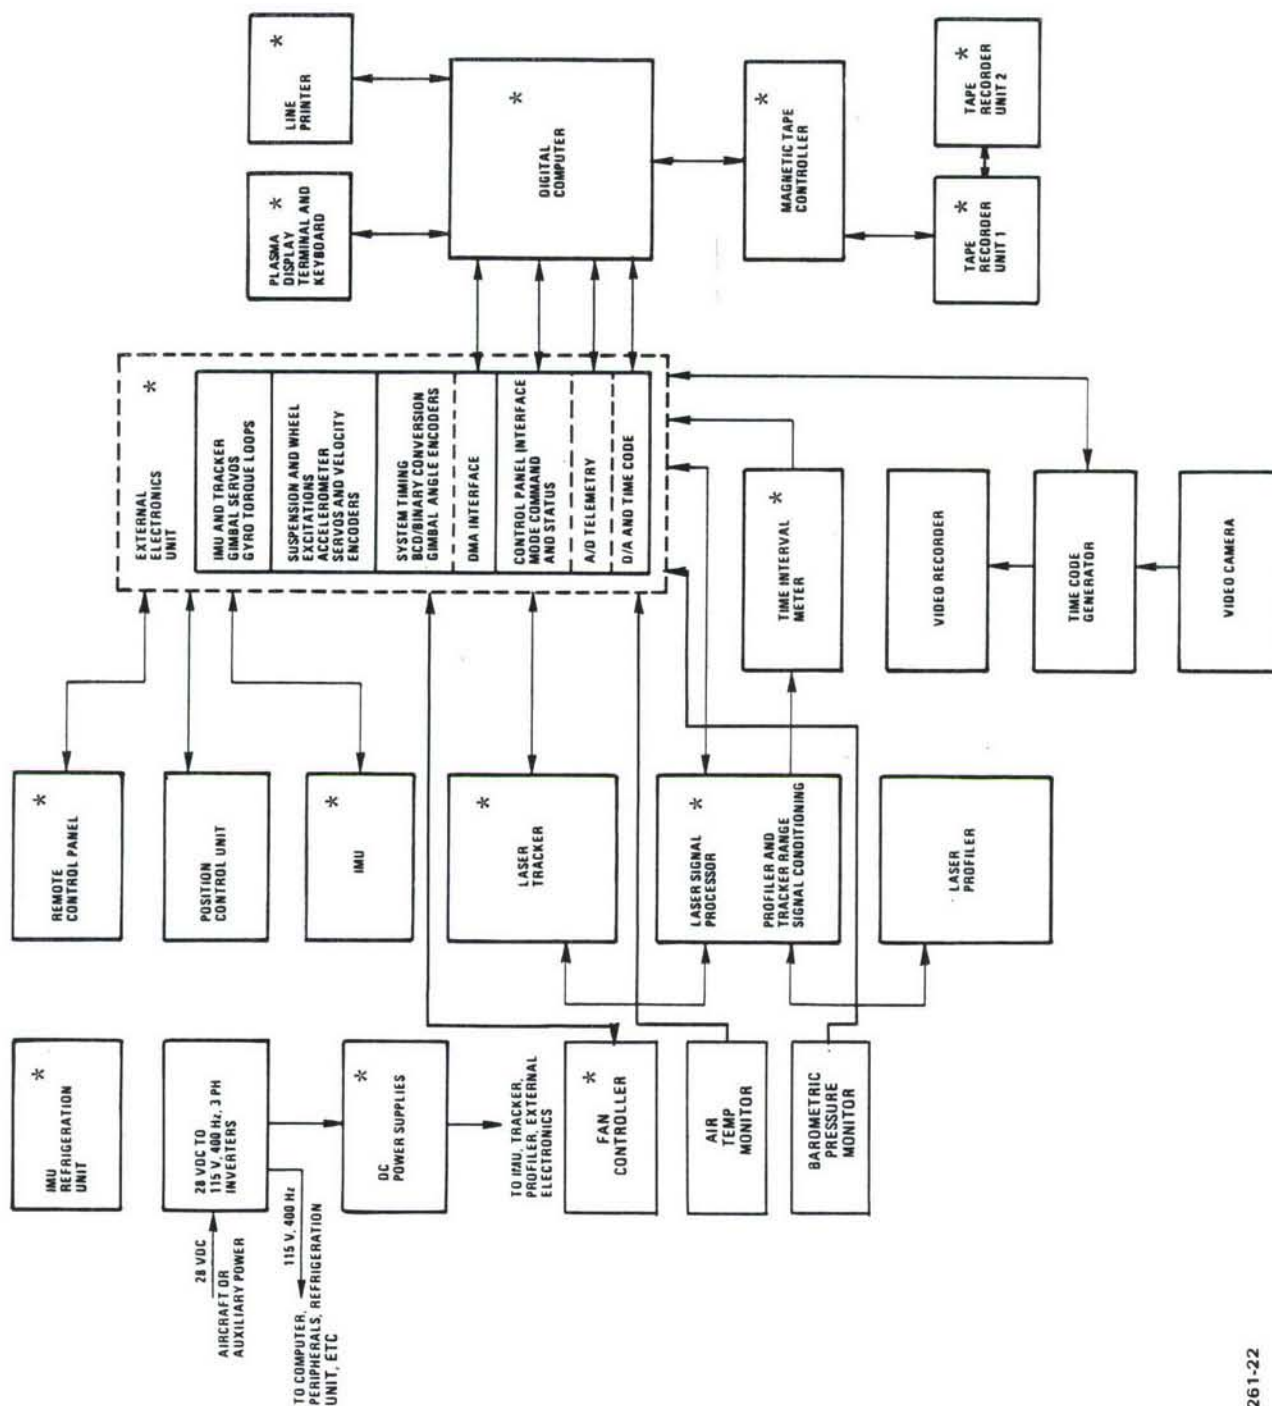 IMU
REFRIGERATION
UNIT
*
REMOTE
CONTROL PANEL
*
EXTERNAL
ELECTRONICS
UNIT
*
PLASMA
DISPLAY
TERMINAL AND
KEYBOARD
*
LINE
PRINTER
*
28 VDC
AIRCRAFT OR
AUXILIARY POWER
28 VDC TO
115 V, 400 Hz, 3 PH
INVERTERS
115 V, 400 Hz
TO COMPUTER,
PERIPHERALS, REFRIGERATION
UNIT, ETC
POSITION
CONTROL UNIT
IMU AND TRACKER
GIMBAL SERVOS
GYRO TORQUE LOOPS
SUSPENSION AND WHEEL
EXCITATIONS
ACCELEROMETER
SERVOS AND VELOCITY
ENCODERS
SYSTEM TIMING
BCD/BINARY CONVERSION
GIMBAL ANGLE ENCODERS
DMA INTERFACE
CONTROL PANEL INTERFACE
MODE COMMAND
AND STATUS
A/D TELEMETRY
D/A AND TIME CODE
DC
POWER SUPPLIES
*
IMU
*
DIGITAL
COMPUTER
*
TO IMU, TRACKER,
PROFILER, EXTERNAL
ELECTRONICS
LASER
TRACKER
*
FAN
CONTROLLER
*
AIR
TEMP
MONITOR
LASER SIGNAL
PROCESSOR
*
PROFILER AND
TRACKER RANGE
SIGNAL CONDITIONING
TIME INTERVAL
METER
*
MAGNETIC TAPE
CONTROLLER
*
BAROMETRIC
PRESSURE
MONITOR
LASER
PROFILER
VIDEO RECORDER
TAPE
RECORDER
UNIT 1
*
TAPE
RECORDER
UNIT 2
*
TIME CODE
GENERATOR
VIDEO CAMERA
261-22